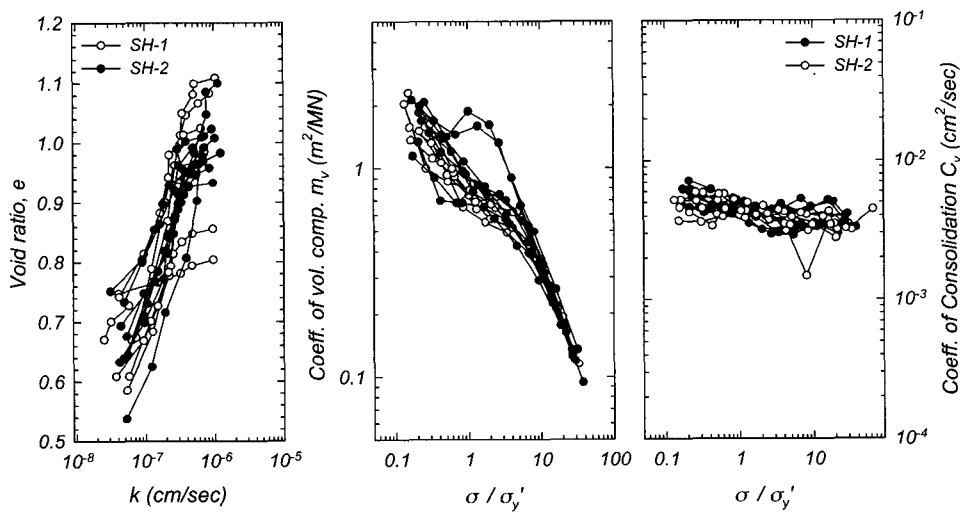 Void ratio, e
1.2
1.1
1.0
0.9
0.8
0.7
0.6
0.5
SH-1
SH-2
10⁻⁸
10⁻⁷
10⁻⁶
10⁻⁵
k (cm/sec)
Coeff. of vol. comp. mᵥ (m²/MN)
1
0.1
0.1
1
10
100
σ / σy'
SH-1
SH-2
0.1
1
10
100
σ / σy'
10⁻¹
10⁻²
10⁻³
10⁻⁴
Coeff. of Consolidation Cᵥ (cm²/sec)